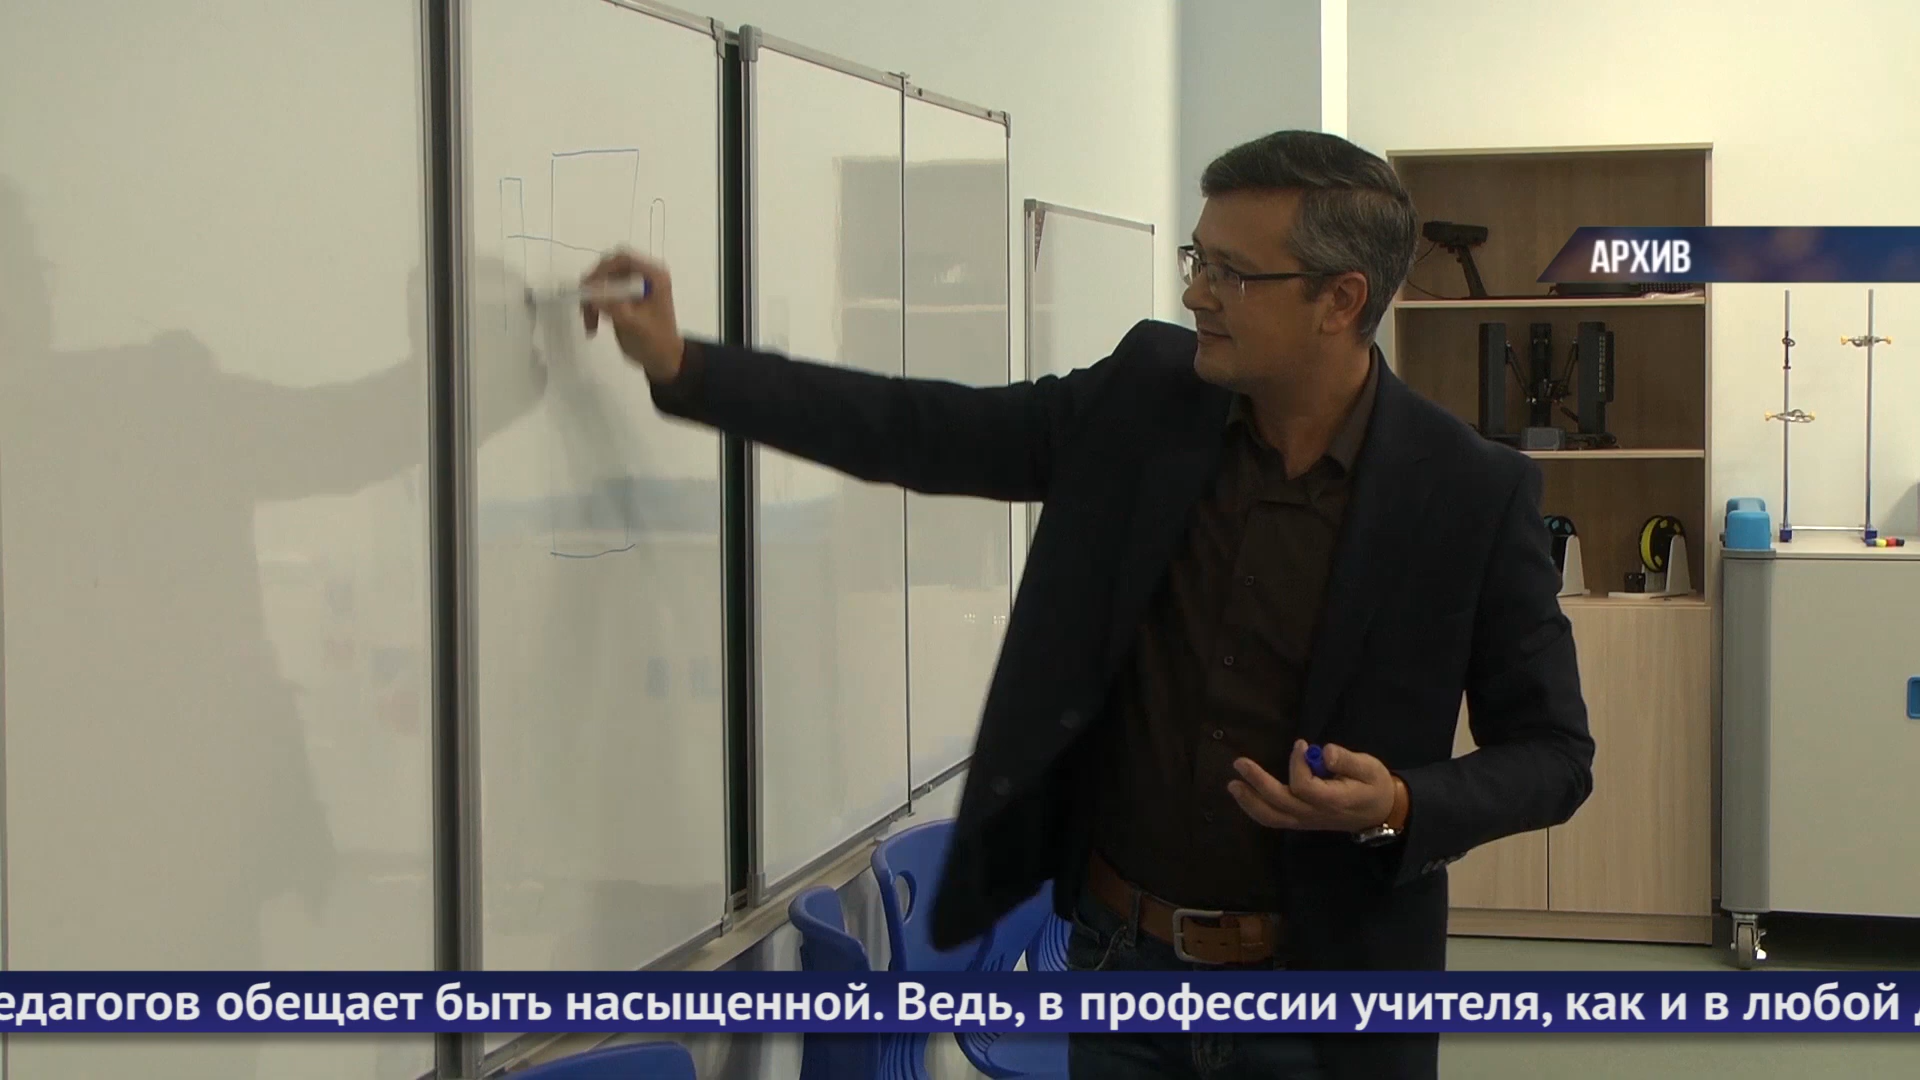 АРХИВ
едагогов обещает быть насыщенной. Ведь, в профессии учителя, как и в любой